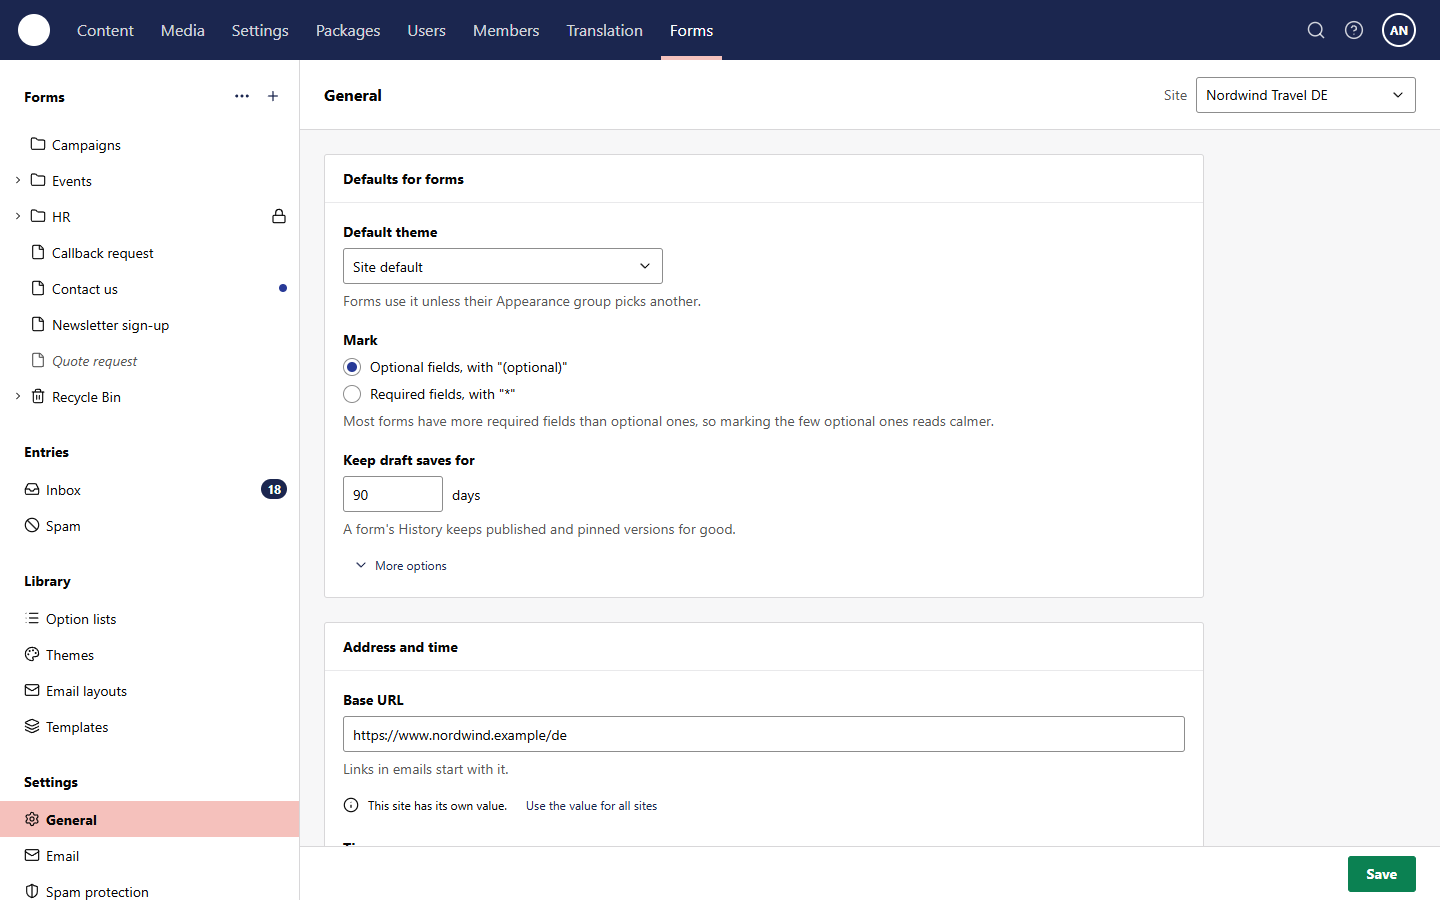 Content
Media
Settings
Packages
Users
Members
Translation
Forms
AN
Forms
Campaigns
Events
HR
Callback request
Contact us
Newsletter sign-up
Quote request
Recycle Bin
Entries
Inbox
18
Spam
Library
Option lists
Themes
Email layouts
Templates
Settings
General
Email
Spam protection
General
Site
Nordwind Travel DE
Defaults for forms
Default theme
Site default
Forms use it unless their Appearance group picks another.
Mark
Optional fields, with "(optional)"
Required fields, with "*"
Most forms have more required fields than optional ones, so marking the few optional ones reads calmer.
Keep draft saves for
90 days
A form's History keeps published and pinned versions for good.
More options
Address and time
Base URL
https://www.nordwind.example/de
Links in emails start with it.
This site has its own value. Use the value for all sites
Save